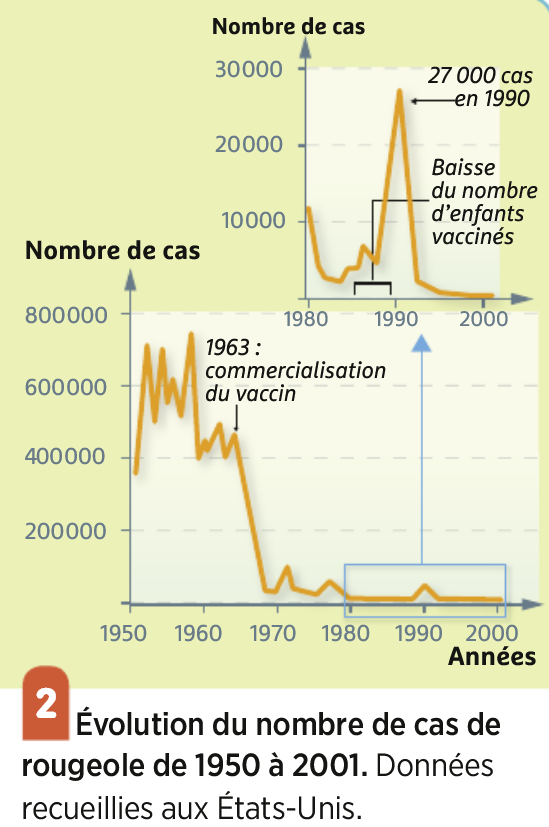 Nombre de cas
30000
27 000 cas
en 1990
20000
Baisse
du nombre
d'enfants
vaccinés
10000
1980 1990 2000
Nombre de cas
800000
1963 :
commercialisation
du vaccin
600000
400000
200000
1950 1960 1970 1980 1990 2000
Années
2
Évolution du nombre de cas de
rougeole de 1950 à 2001. Données
recueillies aux États-Unis.